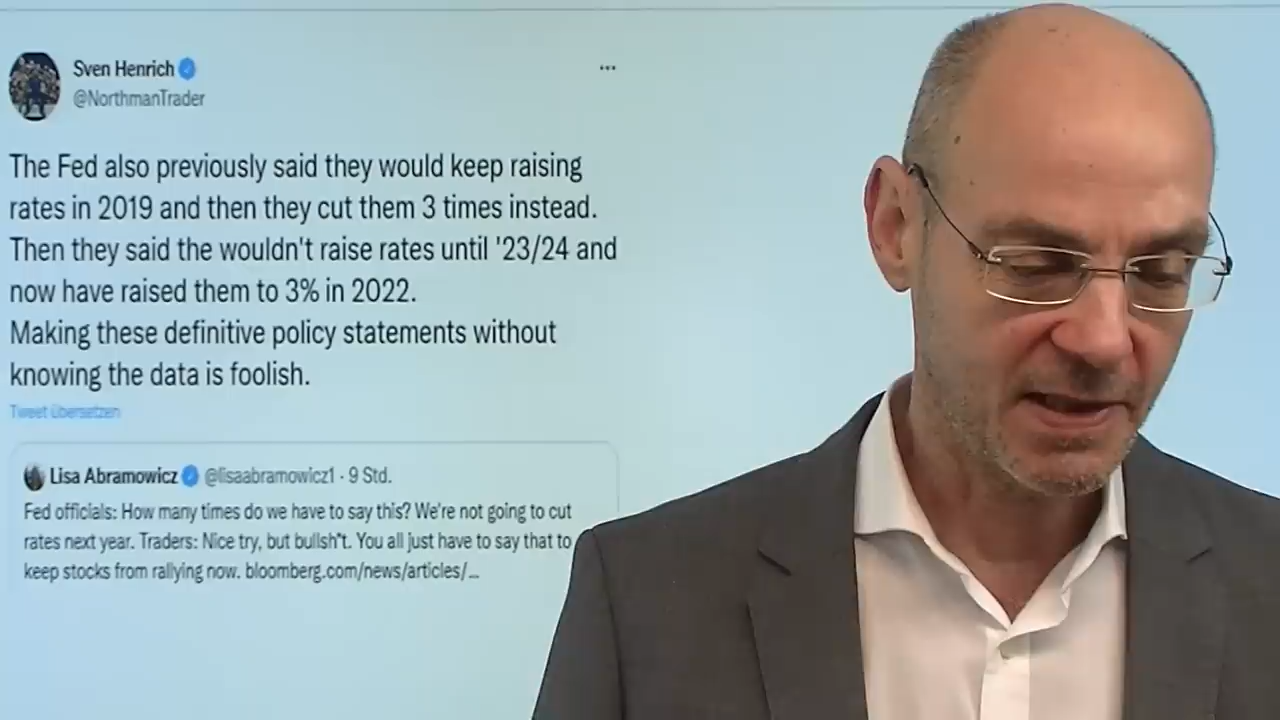 Sven Henrich
@NorthmanTrader
The Fed also previously said they would keep raising
rates in 2019 and then they cut them 3 times instead.
Then they said the wouldn't raise rates until '23/24 and
now have raised them to 3% in 2022.
Making these definitive policy statements without
knowing the data is foolish.
Tweet übersetzen
Lisa Abramowicz @lisaabramowicz1 · 9 Std.
Fed officials: How many times do we have to say this? We're not going to cut
rates next year. Traders: Nice try, but bullsh*t. You all just have to say that to
keep stocks from rallying now. bloomberg.com/news/articles/...